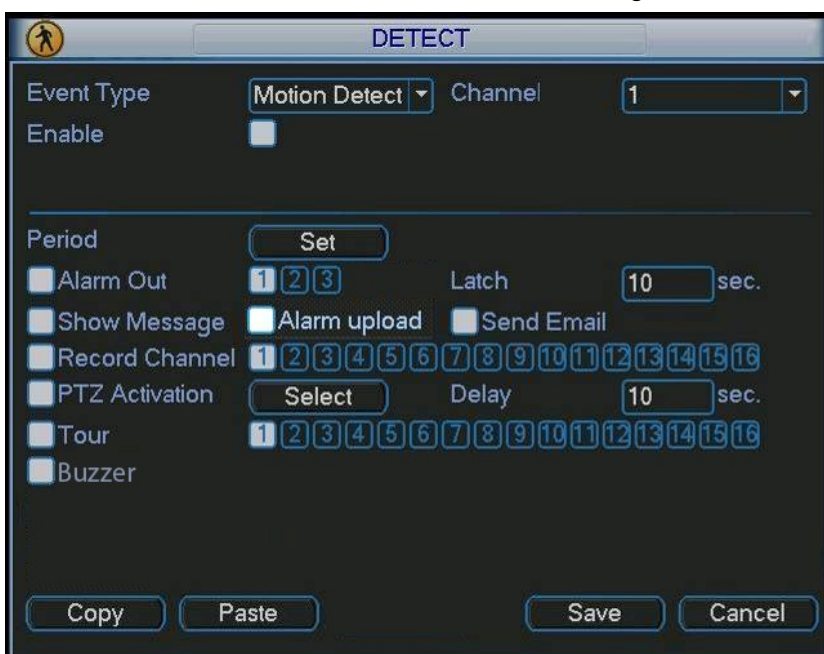 DETECT
Event Type Motion Detect Channel 1
Enable
Period Set
Alarm Out 1 2 3 Latch 10 sec.
Show Message Alarm upload Send Email
Record Channel 1 2 3 4 5 6 7 8 9 10 11 12 13 14 15 16
PTZ Activation Select Delay 10 sec.
Tour 1 2 3 4 5 6 7 8 9 10 11 12 13 14 15 16
Buzzer
Copy Paste Save Cancel